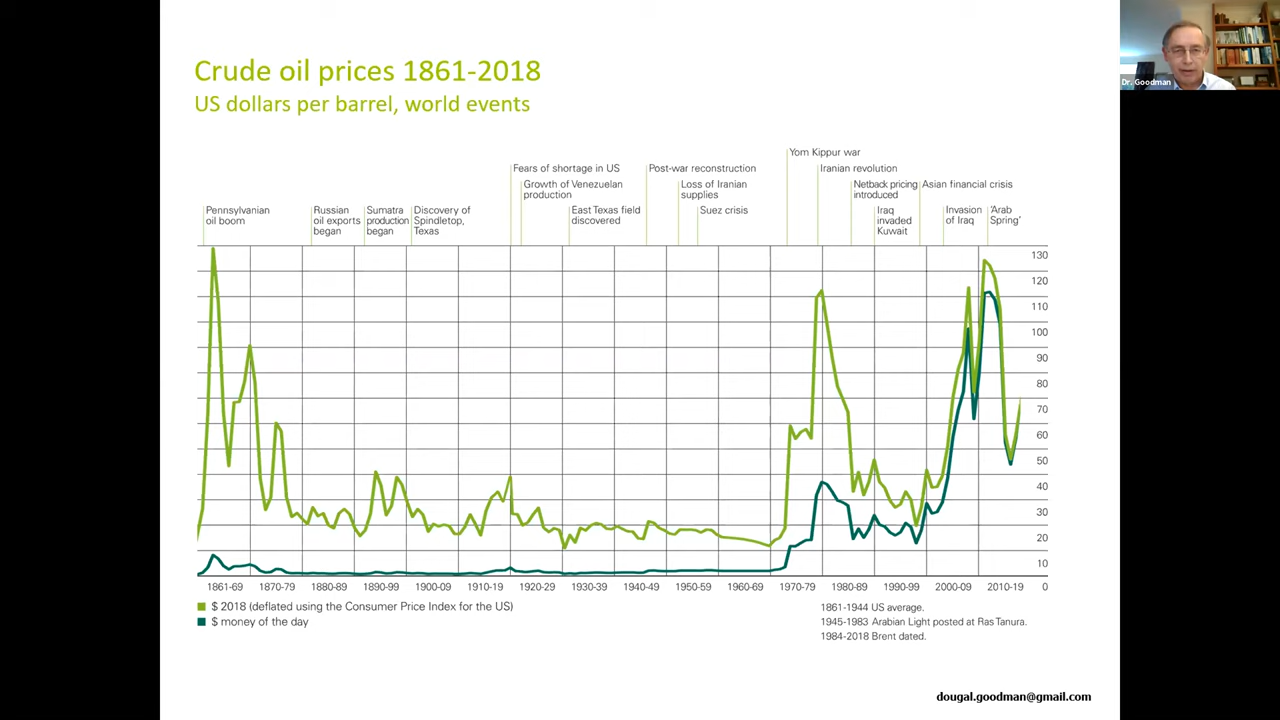 Crude oil prices 1861-2018
US dollars per barrel, world events
Dr. Goodman
Yom Kippur war
Fears of shortage in US
Post-war reconstruction
Iranian revolution
Growth of Venezuelan
production
Loss of Iranian
supplies
Netback pricing
introduced
Asian financial crisis
Pennsylvanian
oil boom
Russian
oil exports
began
Sumatra
production
began
Discovery of
Spindletop,
Texas
East Texas field
discovered
Suez crisis
Iraq
invaded
Kuwait
Invasion
of Iraq
'Arab
Spring'
130
120
110
100
90
80
70
60
50
40
30
20
10
0
1861-69
1870-79
1880-89
1890-99
1900-09
1910-19
1920-29
1930-39
1940-49
1950-59
1960-69
1970-79
1980-89
1990-99
2000-09
2010-19
$ 2018 (deflated using the Consumer Price Index for the US)
$ money of the day
1861-1944 US average.
1945-1983 Arabian Light posted at Ras Tanura.
1984-2018 Brent dated.
dougal.goodman@gmail.com